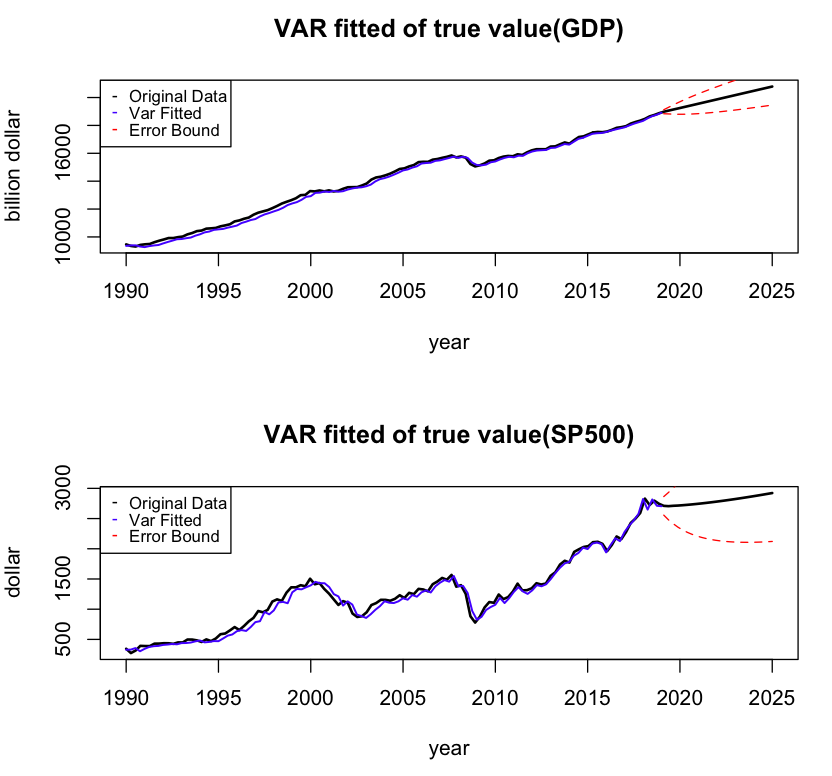 VAR fitted of true value(GDP)
billion dollar
16000
10000
Original Data
Var Fitted
Error Bound
1990 1995 2000 2005 2010 2015 2020 2025
year
VAR fitted of true value(SP500)
dollar
3000
1500
500
Original Data
Var Fitted
Error Bound
1990 1995 2000 2005 2010 2015 2020 2025
year